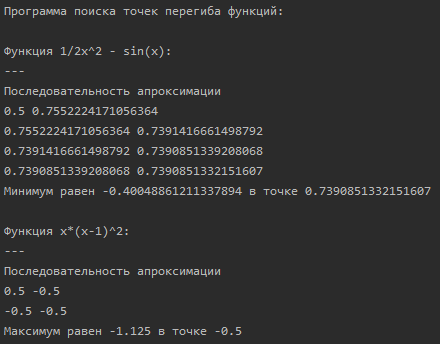 Программа поиска точек перегиба функций:
Функция 1/2x^2 - sin(x):
---
Последовательность апроксимации
0.5 0.7552224171056364
0.7552224171056364 0.7391416661498792
0.7391416661498792 0.7390851339208068
0.7390851339208068 0.7390851332151607
Минимум равен -0.40048861211337894 в точке 0.7390851332151607
Функция x*(x-1)^2:
---
Последовательность апроксимации
0.5 -0.5
-0.5 -0.5
Максимум равен -1.125 в точке -0.5